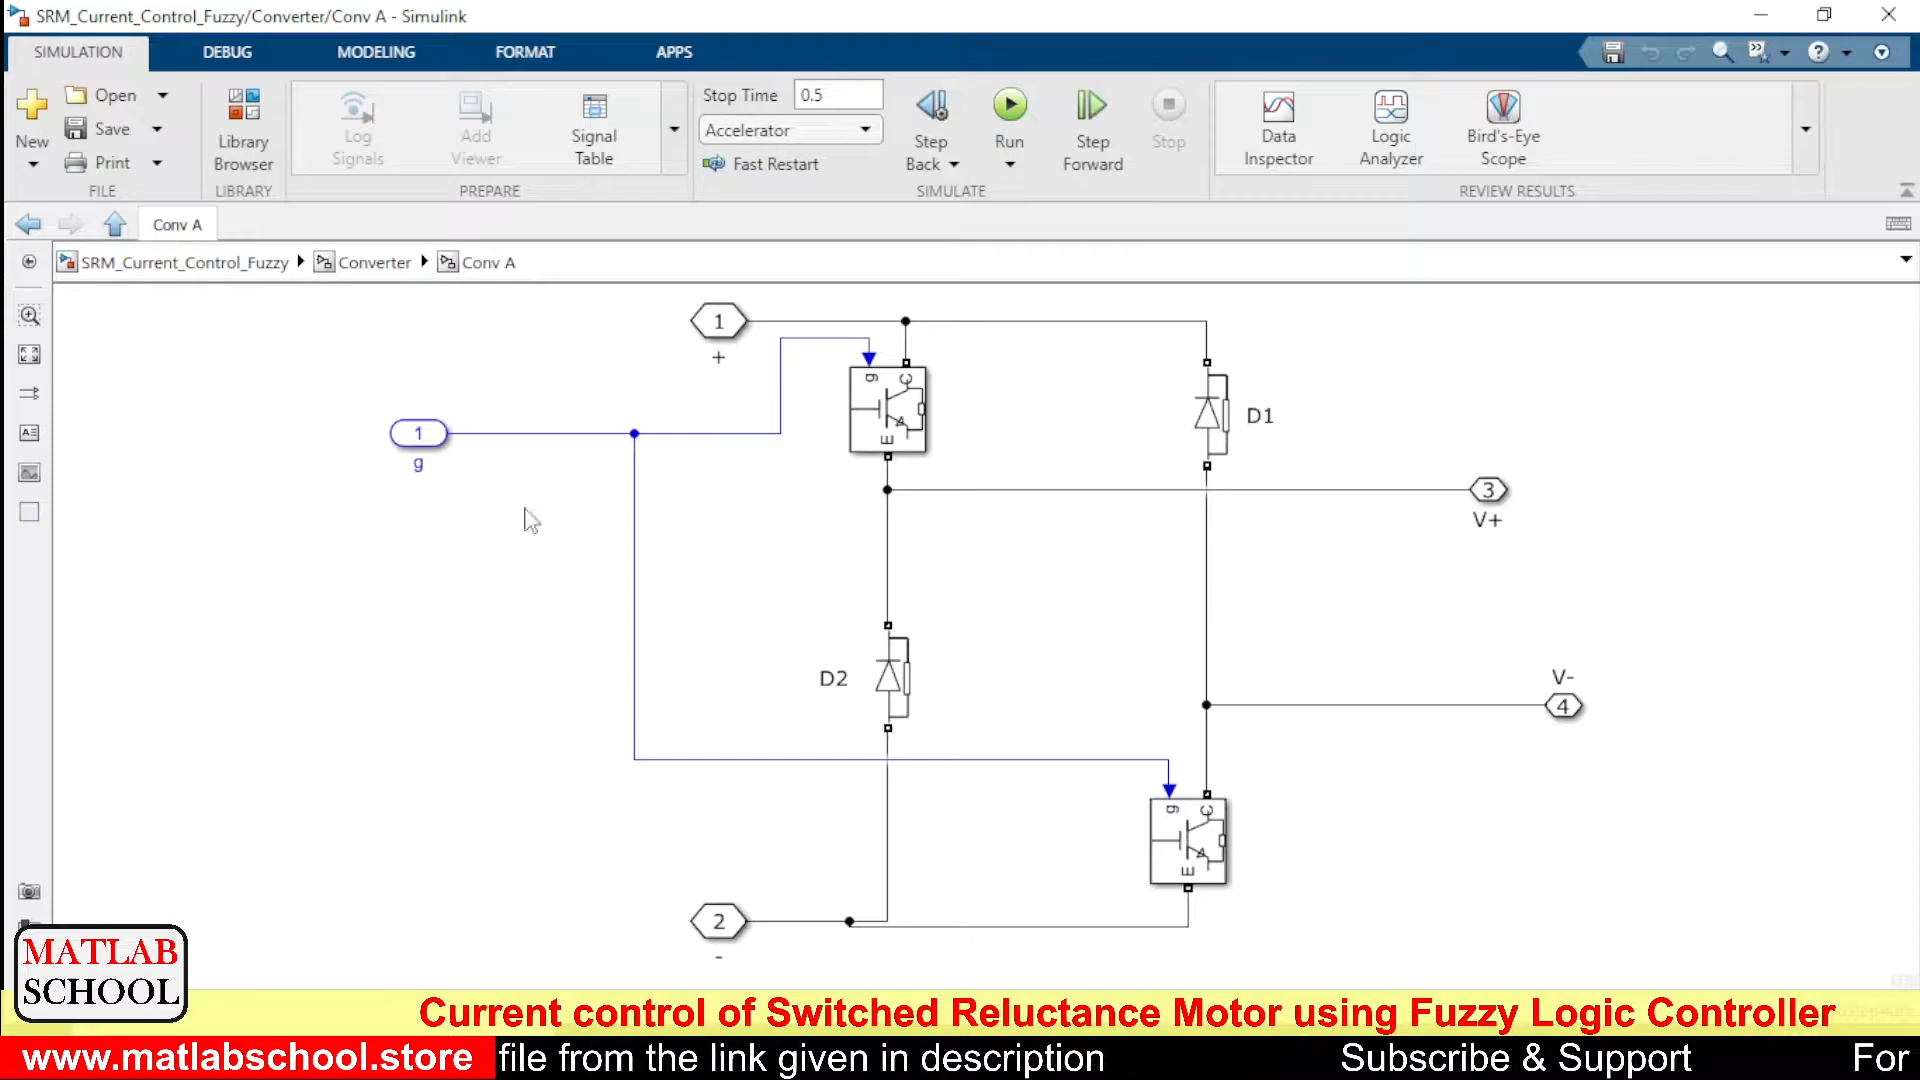 SRM_Current_Control_Fuzzy/Converter/Conv A - Simulink
SIMULATION DEBUG MODELING FORMAT APPS
New
Open
Save
Print
FILE
Library
Browser
LIBRARY
Log
Signals
Add
Viewer
Signal
Table
PREPARE
Stop Time 0.5
Accelerator
Fast Restart
Step
Back
Run
Step
Forward
Stop
SIMULATE
Data
Inspector
Logic
Analyzer
Bird's-Eye
Scope
REVIEW RESULTS
Conv A
SRM_Current_Control_Fuzzy Converter Conv A
1
+
g C
E
D1
1
g
3
V+
D2
V-
4
g C
E
2
-
MATLAB
SCHOOL
Current control of Switched Reluctance Motor using Fuzzy Logic Controller
www.matlabschool.store file from the link given in description Subscribe & Support For